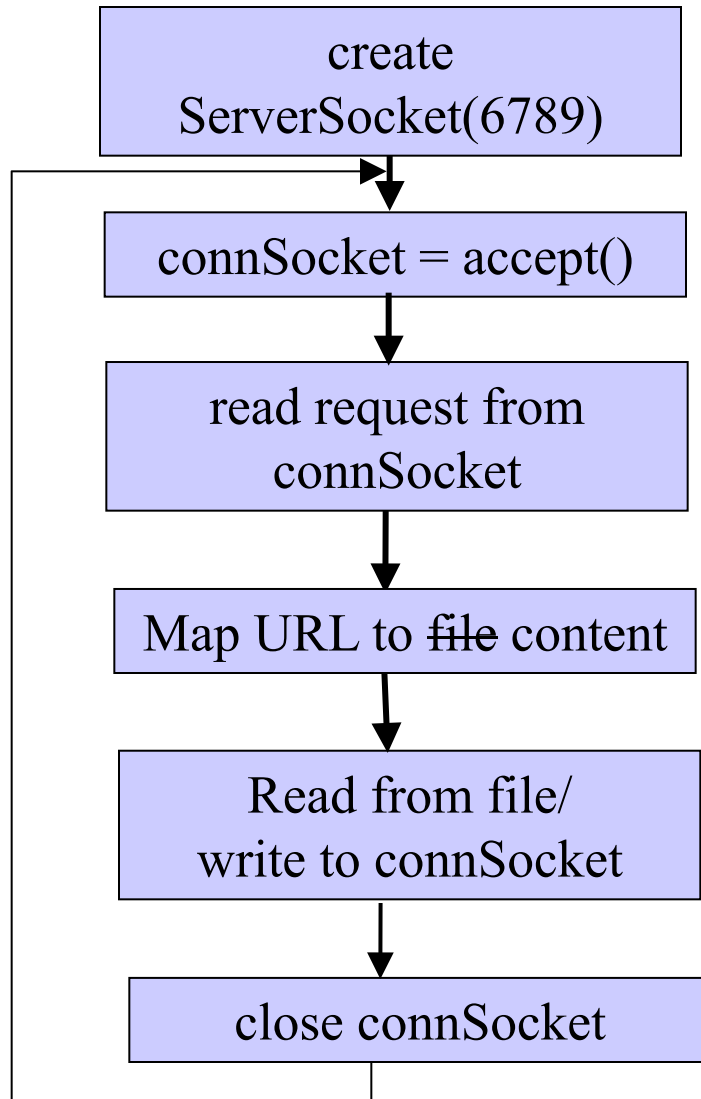 create
ServerSocket(6789)
connSocket = accept()
read request from
connSocket
Map URL to file content
Read from file/
write to connSocket
close connSocket